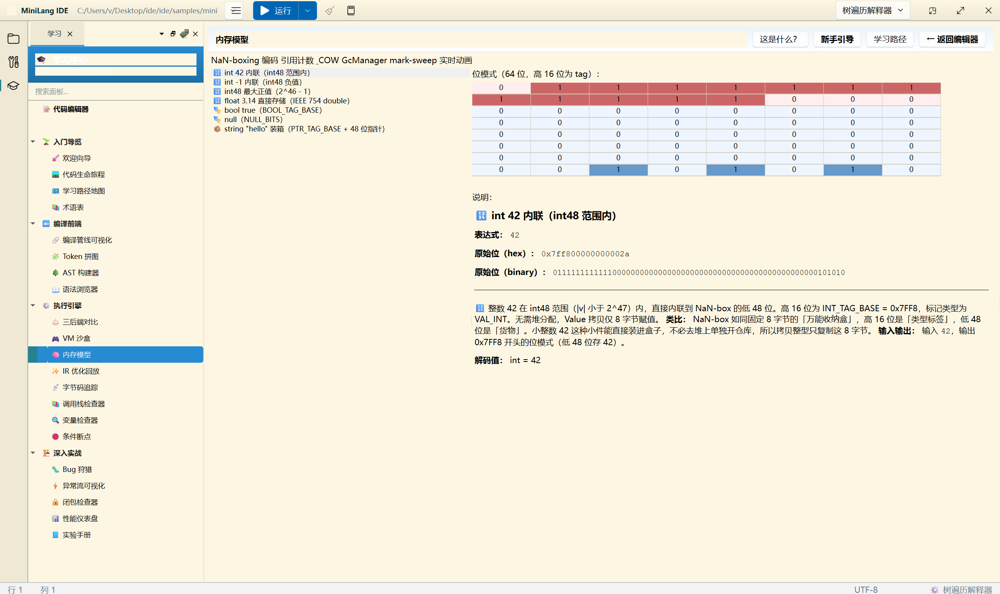 MiniLang IDE C:/Users/v/Desktop/ide/ide/samples/mini 运行 树遍历解释器
学习
内存模型 这是什么? 新手引导 学习路径 ← 返回编辑器
学习中心
搜索面板...
代码编辑器
入门导览
欢迎向导
代码生命旅程
学习路径地图
术语表
编译前端
编译管线可视化
Token 拼图
AST 构建器
语法浏览器
执行引擎
三后端对比
VM 沙盒
内存模型
IR 优化回放
字节码追踪
调用栈检查器
变量检查器
条件断点
深入实战
Bug 狩猎
异常流可视化
闭包检查器
性能仪表盘
实验手册
NaN-boxing 编码 引用计数 _COW GcManager mark-sweep 实时动画
int 42 内联（int48 范围内）
int -1 内联（int48 负值）
int48 最大正值（2^46 - 1）
float 3.14 直接存储（IEEE 754 double）
bool true（BOOL_TAG_BASE）
null（NULL_BITS）
string "hello" 装箱（PTR_TAG_BASE + 48 位指针）
位模式（64 位，高 16 位为 tag）:
0 1 1 1 1 1 1 1
1 1 1 1 1 0 0 0
0 0 0 0 0 0 0 0
0 0 0 0 0 0 0 0
0 0 0 0 0 0 0 0
0 0 0 0 0 0 0 0
0 0 0 0 0 0 0 0
0 0 1 0 1 0 1 0
说明:
int 42 内联（int48 范围内）
表达式： 42
原始位（hex）： 0x7ff800000000002a
原始位（binary）： 0111111111111000000000000000000000000000000000000000000000101010
整数 42 在 int48 范围（|v| 小于 2^47）内，直接内联到 NaN-box 的低 48 位。高 16 位为 INT_TAG_BASE = 0x7FF8，标记类型为
VAL_INT。无需堆分配，Value 拷贝仅 8 字节赋值。 类比： NaN-box 如同固定 8 字节的「万能收纳盒」，高 16 位是「类型标签」，低 48
位是「货物」。小整数 42 这种小件能直接装进盒子，不必去堆上单独开仓库，所以拷贝整型只复制这 8 字节。 输入输出： 输入 42，输出
0x7FF8 开头的位模式（低 48 位存 42）。
解码值： int = 42
行 1 列 1 UTF-8 树遍历解释器